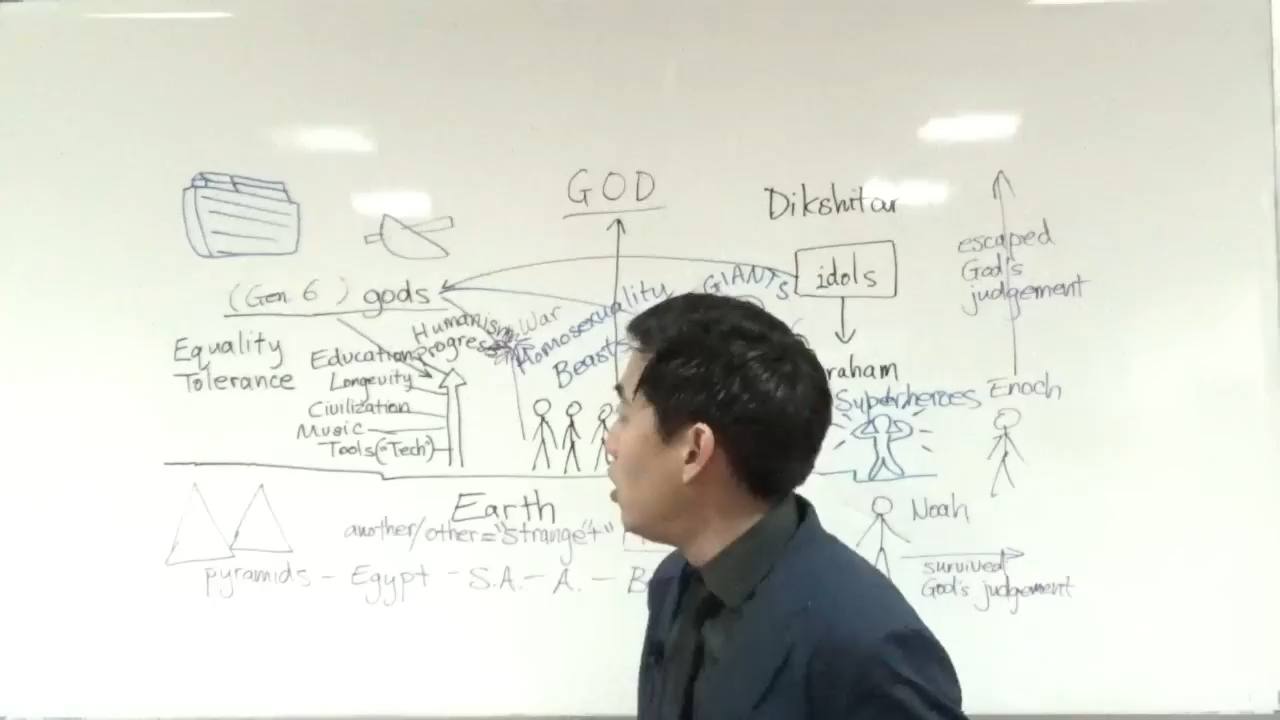 GOD
Dikshitar
idols
(Gen 6) gods
GIANTS
escaped
God's
judgement
Humanism
progress
War
Homosexuality
Beasts
Equality
Tolerance
Education
Longevity
Civilization
Music
Tools(=Tech)
raham
Superheroes
Enoch
Earth
another/other="strange"
Noah
pyramids - Egypt - S.A. - A. - B
survived
God's judgement